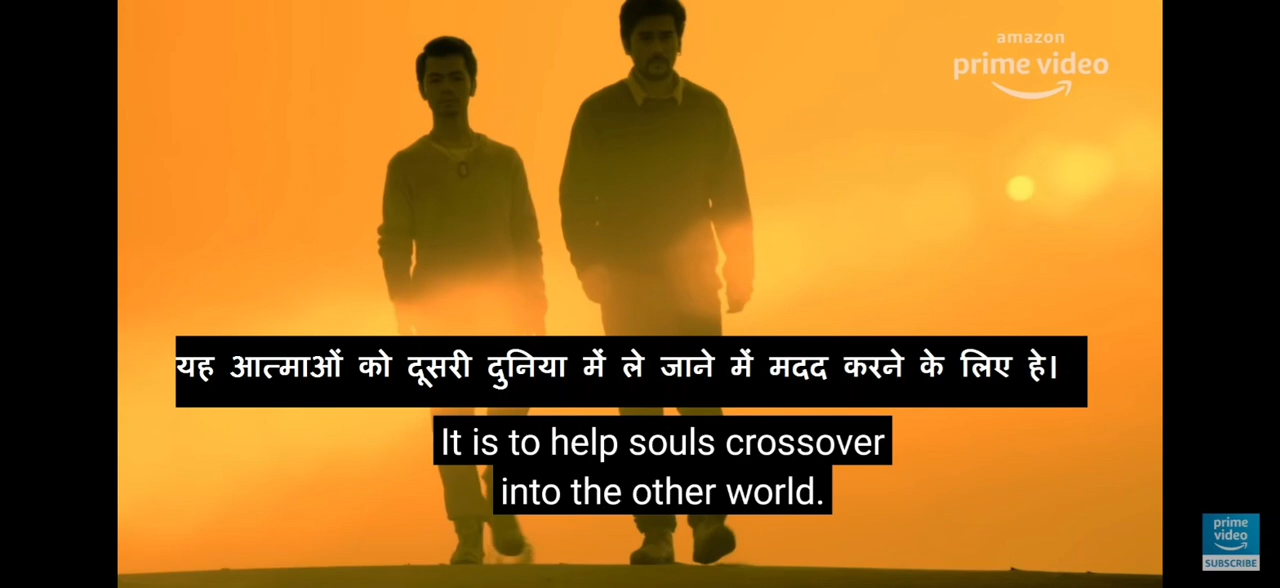 amazon
prime video
यह आत्माओं को दूसरी दुनिया में ले जाने में मदद करने के लिए हे।
It is to help souls crossover
into the other world.
prime
video
SUBSCRIBE